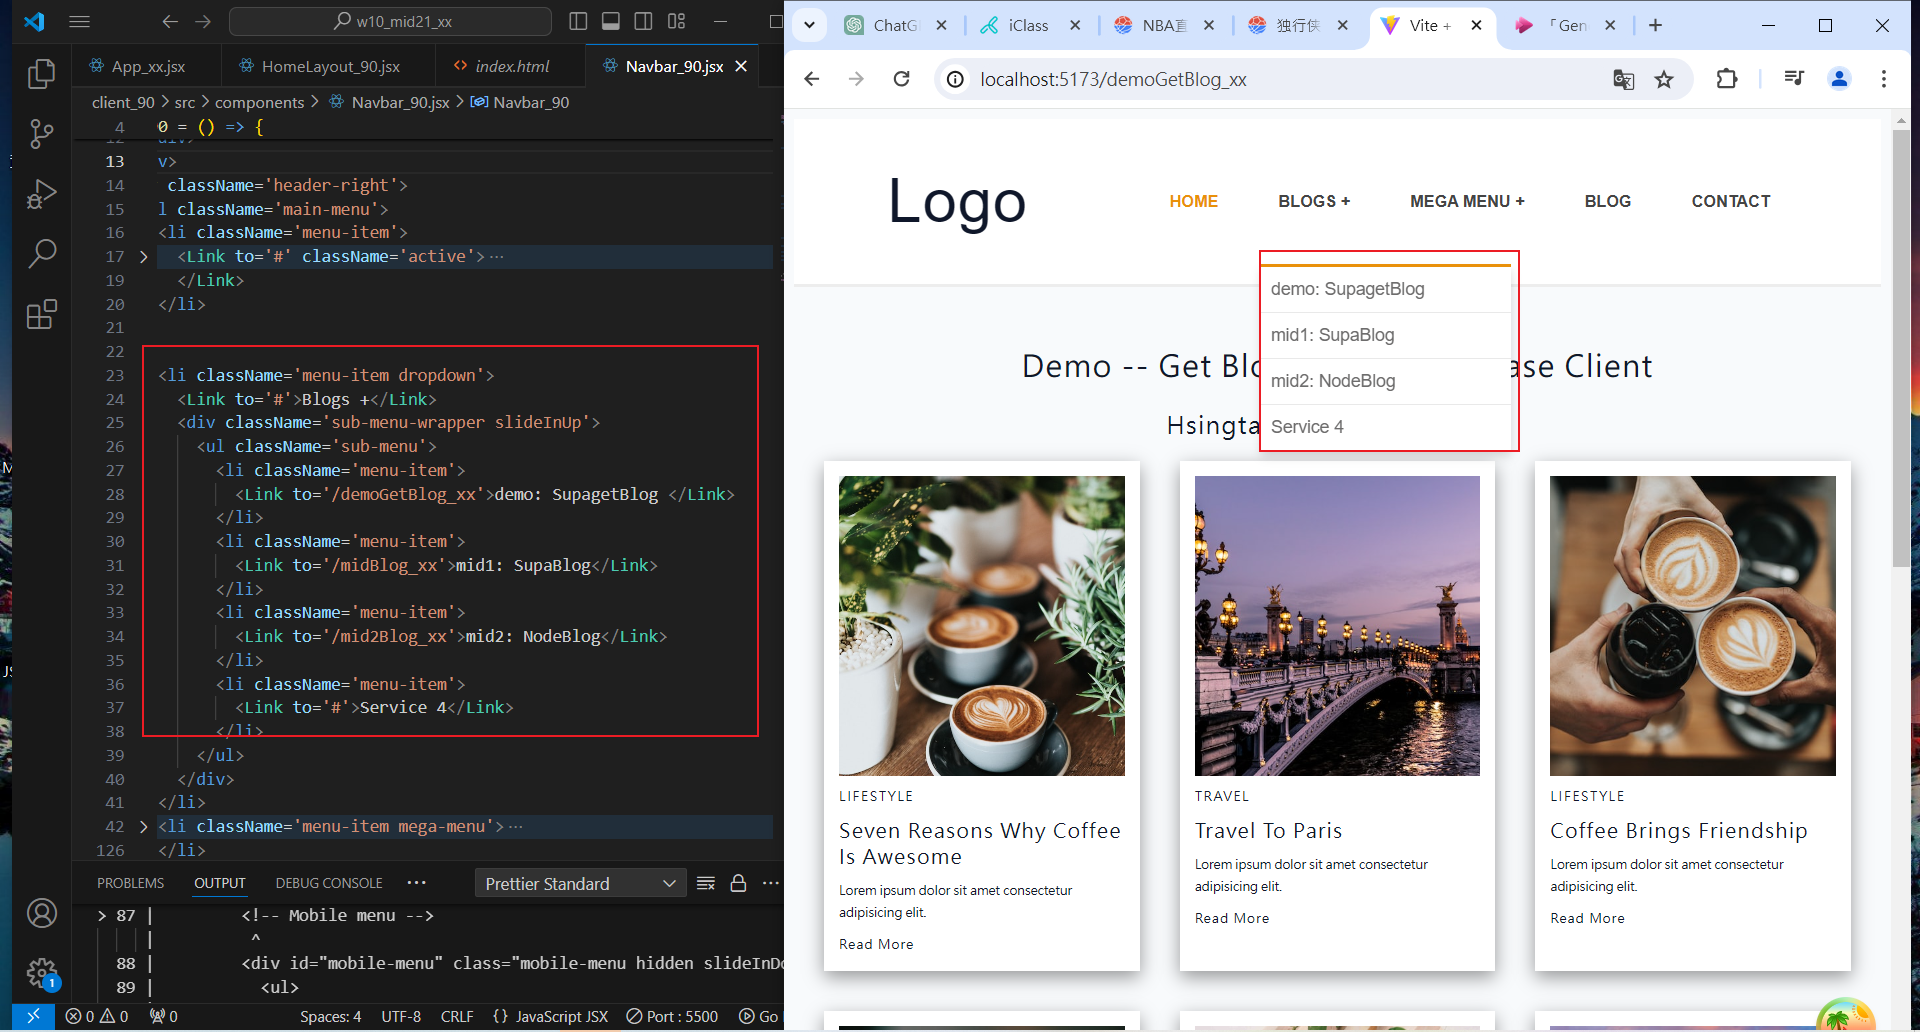 w10_mid21_xx
App_xx.jsx
HomeLayout_90.jsx
index.html
Navbar_90.jsx
client_90 > src > components > Navbar_90.jsx > Navbar_90
4 0 = () => {
13 v>
14 className='header-right'>
15 l className='main-menu'>
16 <li className='menu-item'>
17 <Link to='#' className='active'>···
19 </Link>
20 </li>
21
22
23 <li className='menu-item dropdown'>
24 <Link to='#'>Blogs +</Link>
25 <div className='sub-menu-wrapper slideInUp'>
26 <ul className='sub-menu'>
27 <li className='menu-item'>
28 <Link to='/demoGetBlog_xx'>demo: SupagetBlog </Link>
29 </li>
30 <li className='menu-item'>
31 <Link to='/midBlog_xx'>mid1: SupaBlog</Link>
32 </li>
33 <li className='menu-item'>
34 <Link to='/mid2Blog_xx'>mid2: NodeBlog</Link>
35 </li>
36 <li className='menu-item'>
37 <Link to='#'>Service 4</Link>
38 </li>
39 </ul>
40 </div>
41 </li>
42 <li className='menu-item mega-menu'>···
126 </li>
PROBLEMS OUTPUT DEBUG CONSOLE ···
Prettier Standard
> 87 | <!-- Mobile menu -->
| ^
88 | <div id="mobile-menu" class="mobile-menu hidden slideInDo
89 | <ul>
1
0 0 0 Spaces: 4 UTF-8 CRLF {} JavaScript JSX Port : 5500 Go
ChatG
iClass
NBA直
独行侠
Vite +
「Gen
localhost:5173/demoGetBlog_xx
Logo
HOME BLOGS + MEGA MENU + BLOG CONTACT
demo: SupagetBlog
mid1: SupaBlog
mid2: NodeBlog
Service 4
Demo -- Get Blo ase Client
Hsingta
LIFESTYLE
Seven Reasons Why Coffee
Is Awesome
Lorem ipsum dolor sit amet consectetur
adipisicing elit.
Read More
TRAVEL
Travel To Paris
Lorem ipsum dolor sit amet consectetur
adipisicing elit.
Read More
LIFESTYLE
Coffee Brings Friendship
Lorem ipsum dolor sit amet consectetur
adipisicing elit.
Read More